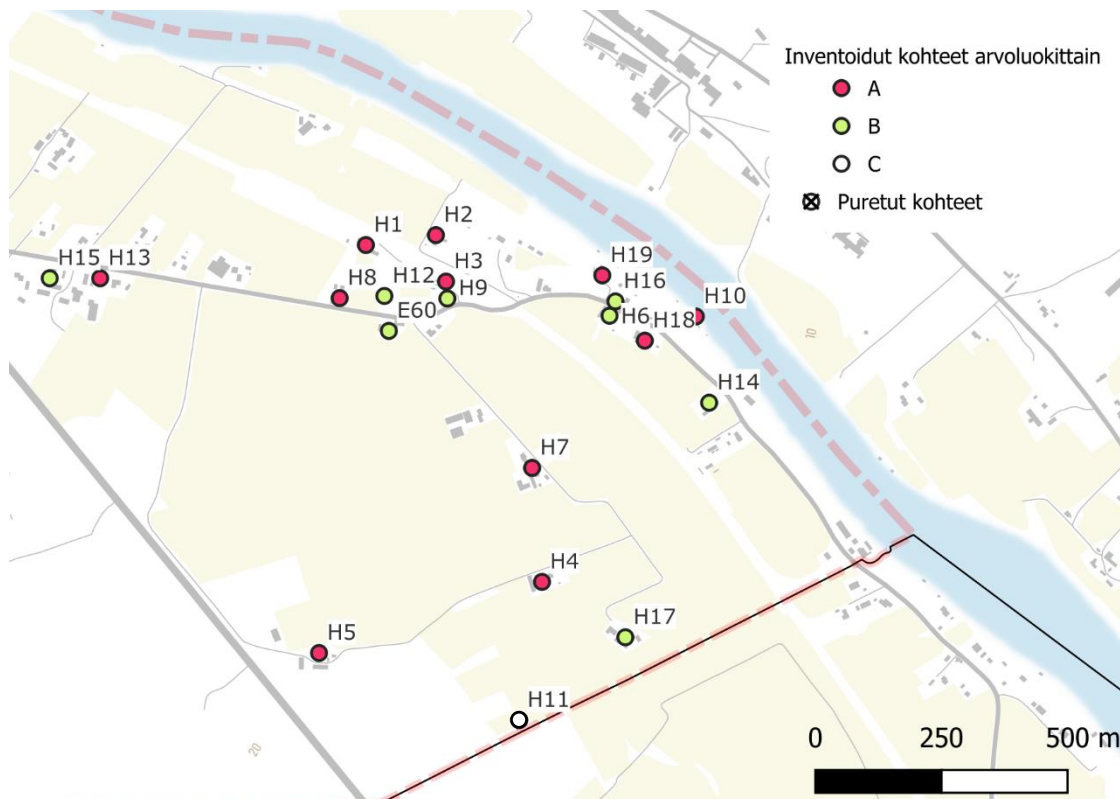 Inventoidut kohteet arvoluokittain
A
B
C
Puretut kohteet
H1
H2
H15
H13
H8
H12
H3
H9
E60
H19
H16
H10
H6
H18
10
H14
H7
H4
H17
H5
H11
20
0
250
500 m